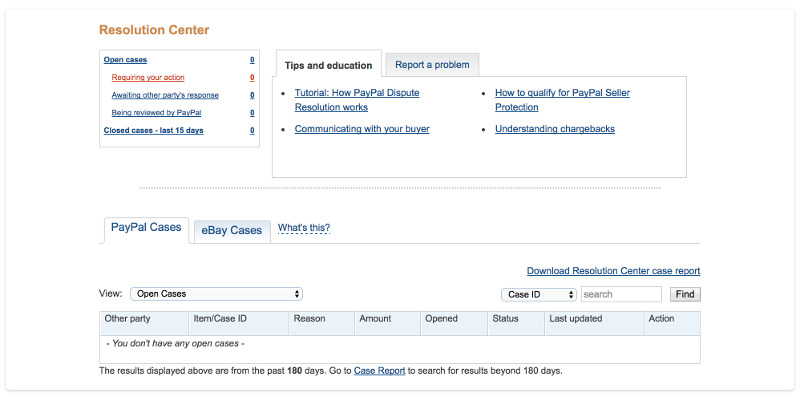 Resolution Center
Open cases 0
Requiring your action 0
Awaiting other party's response 0
Being reviewed by PayPal 0
Closed cases - last 15 days 0
Tips and education
Report a problem
Tutorial: How PayPal Dispute
Resolution works
Communicating with your buyer
How to qualify for PayPal Seller
Protection
Understanding chargebacks
PayPal Cases
eBay Cases
What's this?
Download Resolution Center case report
View: Open Cases
Case ID
search
Find
Other party Item/Case ID Reason Amount Opened Status Last updated Action
- You don't have any open cases -
The results displayed above are from the past 180 days. Go to Case Report to search for results beyond 180 days.